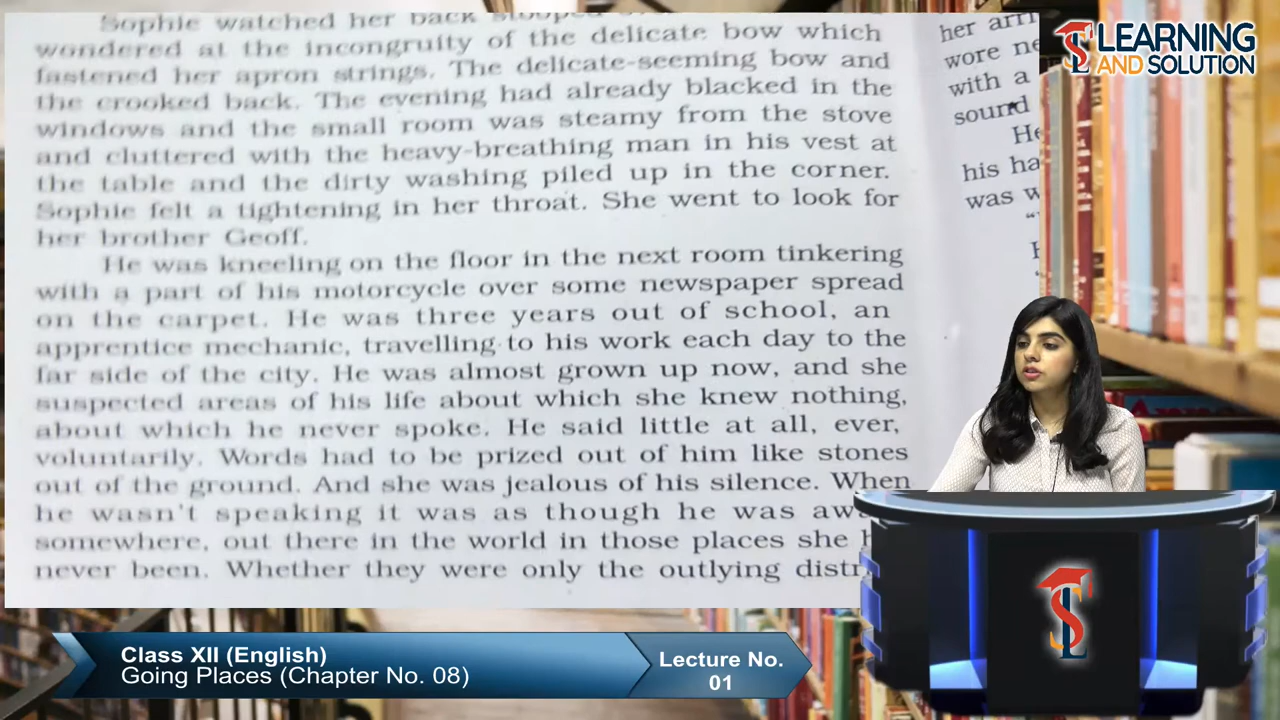 Sophie watched her back stooped
wondered at the incongruity of the delicate bow which
fastened her apron strings. The delicate-seeming bow and
the crooked back. The evening had already blacked in the
windows and the small room was steamy from the stove
and cluttered with the heavy-breathing man in his vest at
the table and the dirty washing piled up in the corner.
Sophie felt a tightening in her throat. She went to look for
her brother Geoff.
He was kneeling on the floor in the next room tinkering
with a part of his motorcycle over some newspaper spread
on the carpet. He was three years out of school, an
apprentice mechanic, travelling to his work each day to the
far side of the city. He was almost grown up now, and she
suspected areas of his life about which she knew nothing,
about which he never spoke. He said little at all, ever,
voluntarily. Words had to be prized out of him like stones
out of the ground. And she was jealous of his silence. When
he wasn't speaking it was as though he was
somewhere, out there in the world in those places she
never been. Whether they were only the outlying
her
wore
with a
sound
He
his
was
LEARNING
AND SOLUTION
Class XII (English)
Going Places (Chapter No. 08)
Lecture No.
01